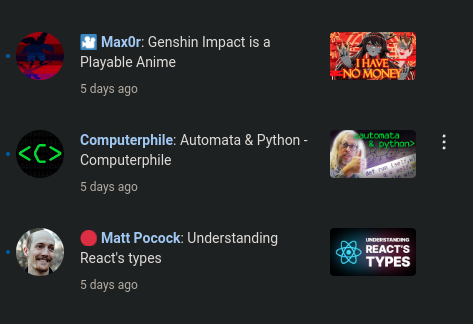 Max0r: Genshin Impact is a
Playable Anime
5 days ago
I HAVE
NO MONEY
<C>
Computerphile: Automata & Python -
Computerphile
5 days ago
automata
& python>
Matt Pocock: Understanding
React's types
5 days ago
UNDERSTANDING
REACT'S
TYPES